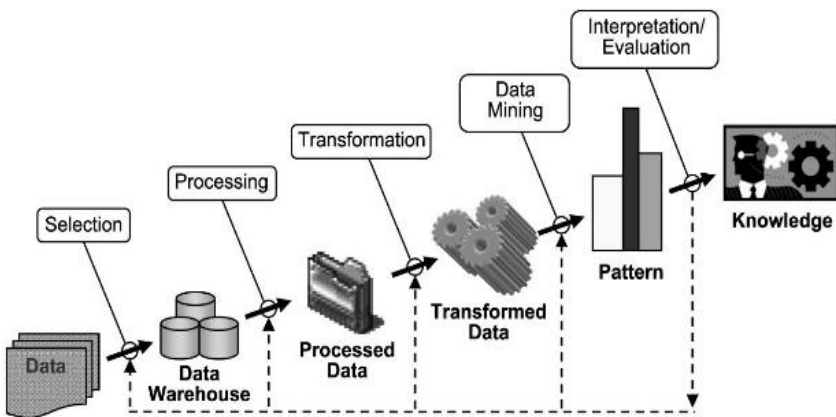 Interpretation/
Evaluation
Data
Mining
Transformation
Processing
Selection
Knowledge
Pattern
Transformed
Data
Processed
Data
Data
Warehouse
Data